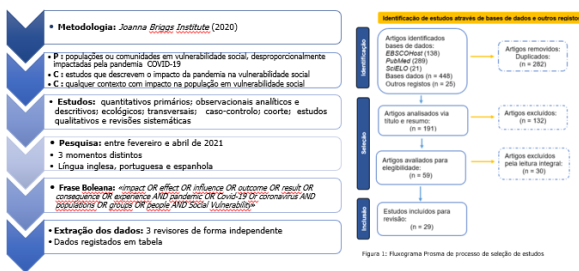 • Metodologia: Joanna Briggs Institute (2020)
• P : populações ou comunidades em vulnerabilidade social, desproporcionalmente
impactadas pela pandemia COVID-19
• C : estudos que descrevem o impacto da pandemia na vulnerabilidade social
• C : qualquer contexto com impacto na população em vulnerabilidade social
• Estudos: quantitativos primários; observacionais analíticos e
descritivos; ecológicos; transversais; caso-controlo; coorte; estudos
qualitativos e revisões sistemáticas
• Pesquisa: entre fevereiro e abril de 2021
• 3 momentos distintos
• Língua inglesa, portuguesa e espanhola
• Frase Boleana: «impact OR effect OR influence OR outcome OR result OR
consequence OR experience AND pandemic OR Covid-19 Or coronavirus AND
populations OR groups OR people AND Social Vulnerability»
• Extração dos dados: 3 revisores de forma independente
• Dados registados em tabela
Identificação de estudos através de bases de dados e outros registos
Identificação
Artigos identificados
bases de dados:
EBSCOHost (138)
PubMed (289)
SciELO (21)
Bases dados (n = 448)
Outros registos (n = 25)
Artigos removidos:
Duplicados:
(n = 282)
Seleção
Artigos analisados via
título e resumo:
(n = 191)
Artigos excluídos:
(n = 132)
Artigos avaliados para
elegibilidade:
(n = 59)
Artigos excluídos
pela leitura integral:
(n = 30)
Incluído
Estudos incluídos para
revisão:
(n = 29)
Figura 1: Fluxograma Prosma de processo de seleção de estudos